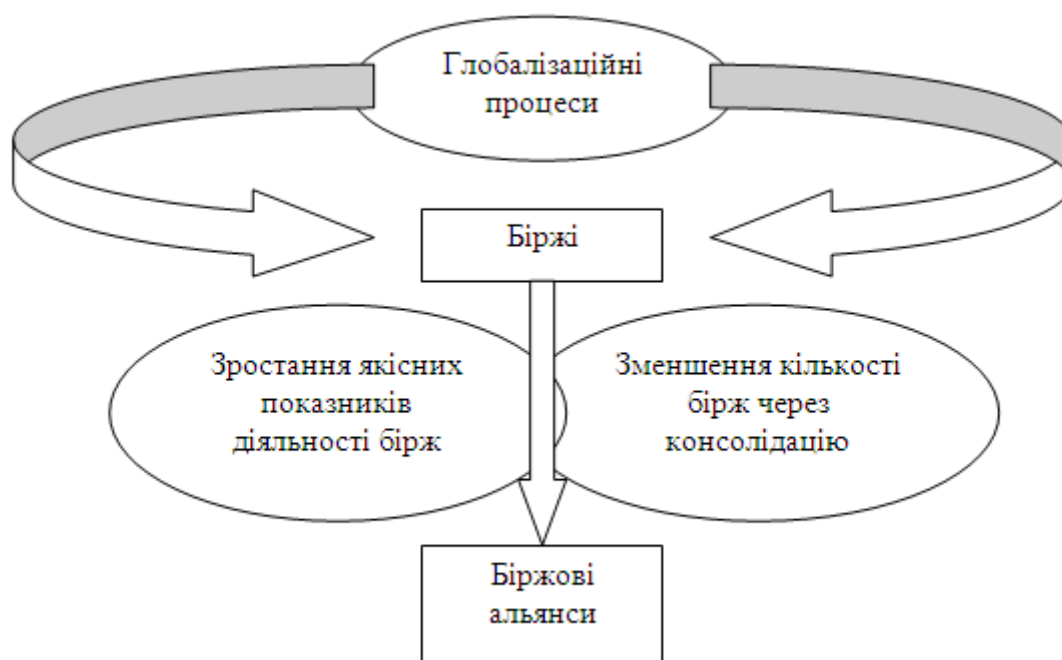 Глобалізаційні
процеси
Біржі
Зростання якісних
показників
діяльності бірж
Зменшення кількості
бірж через
консолідацію
Біржові
альянси